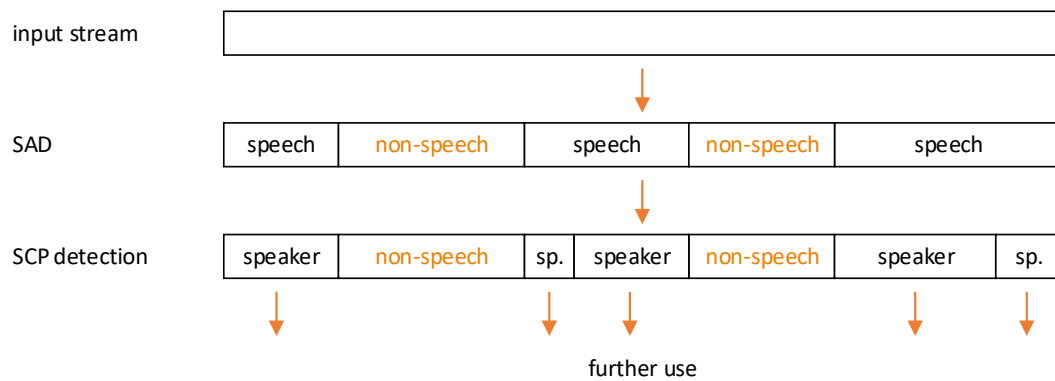 input stream
SAD speech non-speech speech non-speech speech
SCP detection speaker non-speech sp. speaker non-speech speaker sp.
further use